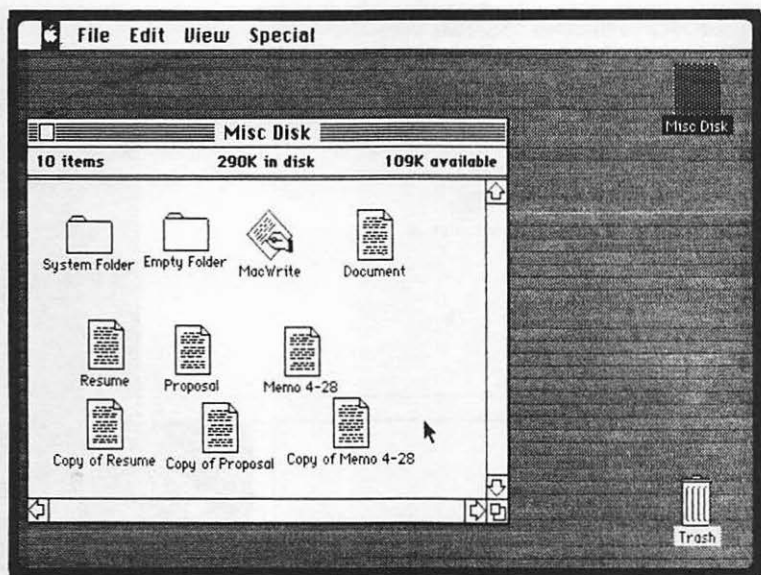 File Edit View Special
Misc Disk
Misc Disk
10 items 290K in disk 109K available
System Folder Empty Folder MacWrite Document
Resume Proposal Memo 4-28
Copy of Resume Copy of Proposal Copy of Memo 4-28
Trash